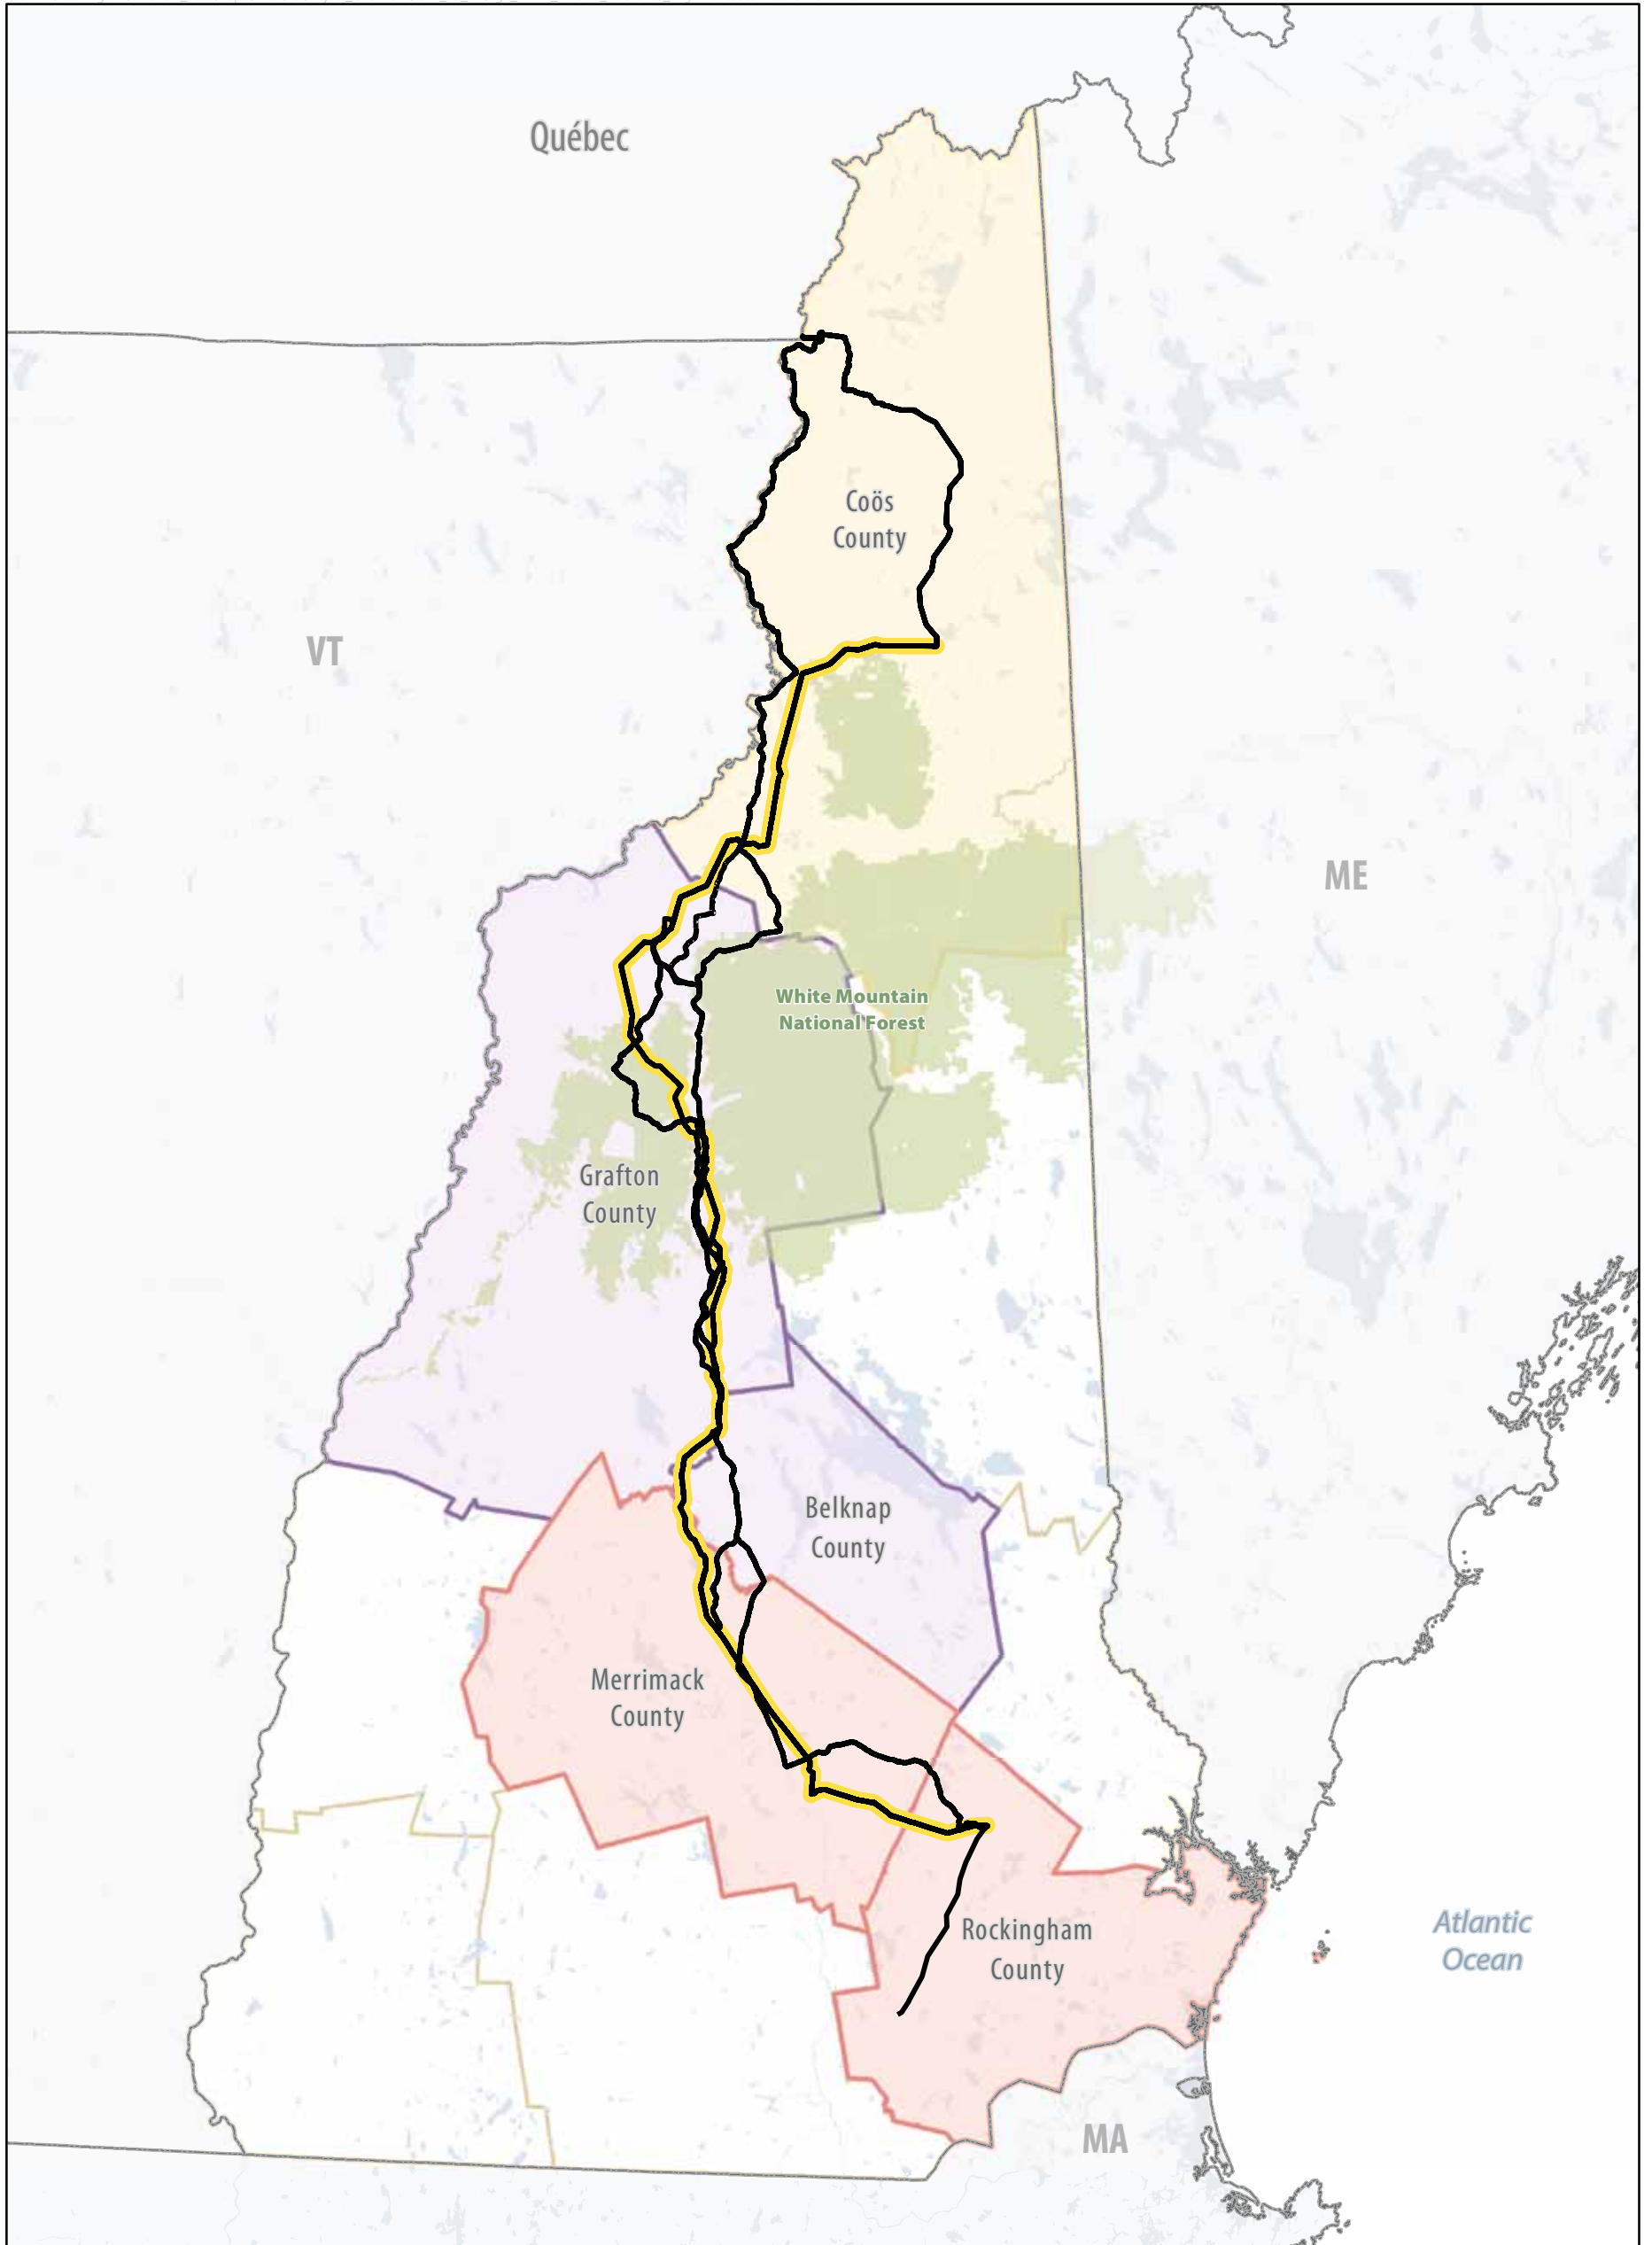 Québec
Coös
County
VT
ME
White Mountain
National Forest
Grafton
County
Belknap
County
Merrimack
County
Rockingham
County
Atlantic
Ocean
MA